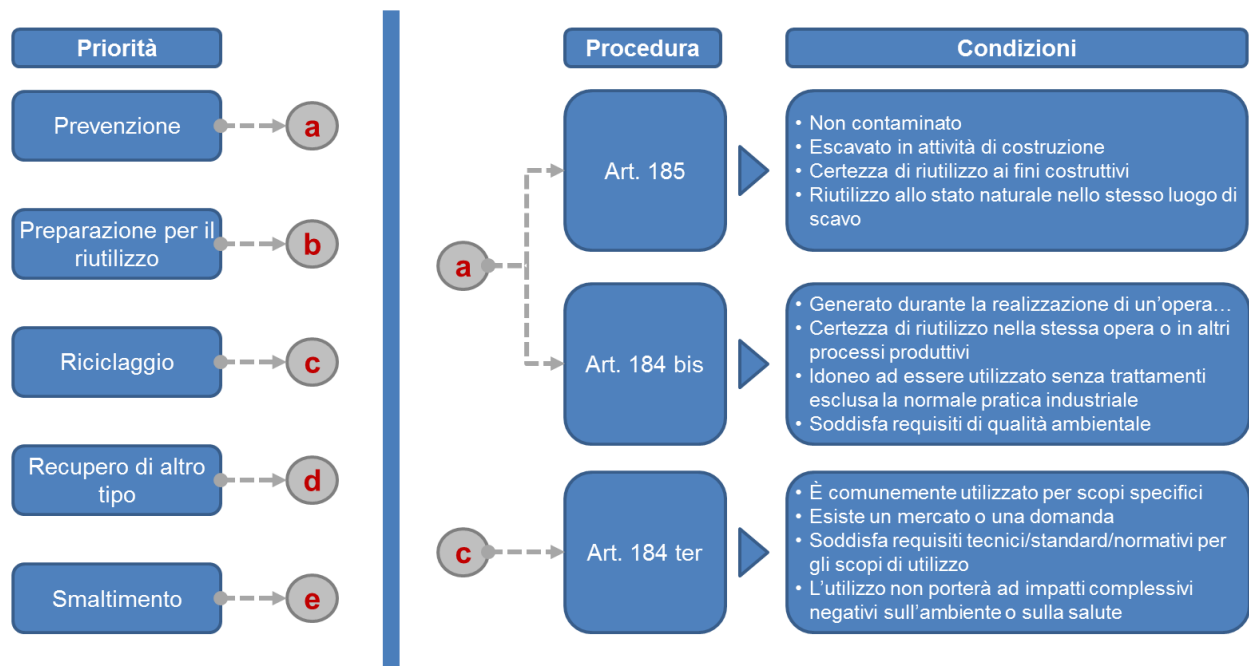 Priorità
Prevenzione
a
Preparazione per il
riutilizzo
b
Riciclaggio
c
Recupero di altro
tipo
d
Smaltimento
e
Procedura
Condizioni
a
Art. 185
• Non contaminato
• Escavato in attività di costruzione
• Certezza di riutilizzo ai fini costruttivi
• Riutilizzo allo stato naturale nello stesso luogo di
scavo
Art. 184 bis
• Generato durante la realizzazione di un’opera…
• Certezza di riutilizzo nella stessa opera o in altri
processi produttivi
• Idoneo ad essere utilizzato senza trattamenti
esclusa la normale pratica industriale
• Soddisfa requisiti di qualità ambientale
c
Art. 184 ter
• È comunemente utilizzato per scopi specifici
• Esiste un mercato o una domanda
• Soddisfa requisiti tecnici/standard/normativi per
gli scopi di utilizzo
• L’utilizzo non porterà ad impatti complessivi
negativi sull’ambiente o sulla salute